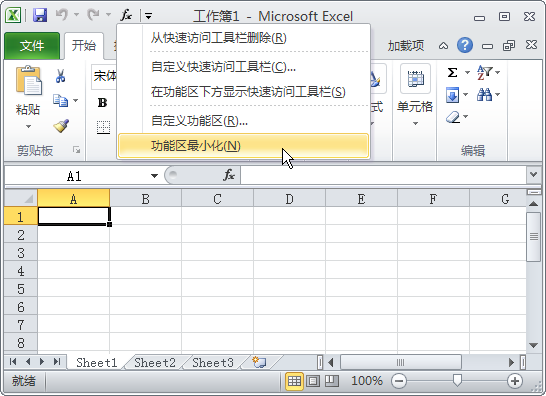 工作簿1 - Microsoft Excel
文件
开始
加载项
从快速访问工具栏删除(R)
自定义快速访问工具栏(C)...
在功能区下方显示快速访问工具栏(S)
自定义功能区(R)...
功能区最小化(N)
宋体
B
粘贴
剪贴板
单元格
Σ
编辑
A1
fx
A B C D E F G
1
2
3
4
5
6
7
8
Sheet1 Sheet2 Sheet3
就绪
100%